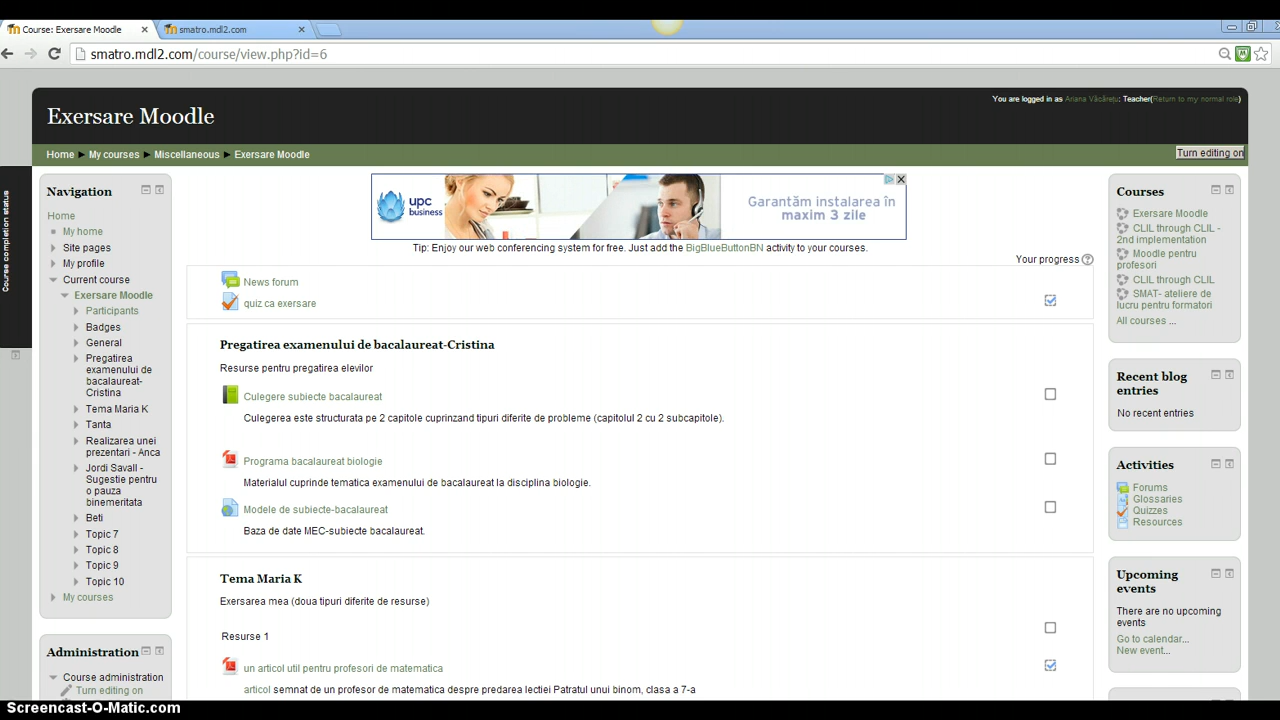 Course: Exersare Moodle
smatro.mdl2.com
smatro.mdl2.com/course/view.php?id=6
You are logged in as Ariana Văcărețu: Teacher(Return to my normal role)
Exersare Moodle
Home ► My courses ► Miscellaneous ► Exersare Moodle
Turn editing on
Course completion status
Navigation
Home
My home
Site pages
My profile
Current course
Exersare Moodle
Participants
Badges
General
Pregatirea
examenului de
bacalaureat-
Cristina
Tema Maria K
Tanta
Realizarea unei
prezentari - Anca
Jordi Savall -
Sugestie pentru
o pauza
binemeritata
Beti
Topic 7
Topic 8
Topic 9
Topic 10
My courses
Administration
Course administration
Turn editing on
upc
business
Garantăm instalarea în
maxim 3 zile
Tip: Enjoy our web conferencing system for free. Just add the BigBlueButtonBN activity to your courses.
Your progress
News forum
quiz ca exersare
Pregatirea examenului de bacalaureat-Cristina
Resurse pentru pregatirea elevilor
Culegere subiecte bacalaureat
Culegerea este structurata pe 2 capitole cuprinzand tipuri diferite de probleme (capitolul 2 cu 2 subcapitole).
Programa bacalaureat biologie
Materialul cuprinde tematica examenului de bacalaureat la disciplina biologie.
Modele de subiecte-bacalaureat
Baza de date MEC-subiecte bacalaureat.
Tema Maria K
Exersarea mea (doua tipuri diferite de resurse)
Resurse 1
un articol util pentru profesori de matematica
articol semnat de un profesor de matematica despre predarea lectiei Patratul unui binom, clasa a 7-a
Courses
Exersare Moodle
CLIL through CLIL -
2nd implementation
Moodle pentru
profesori
CLIL through CLIL
SMAT- ateliere de
lucru pentru formatori
All courses ...
Recent blog
entries
No recent entries
Activities
Forums
Glossaries
Quizzes
Resources
Upcoming
events
There are no upcoming
events
Go to calendar...
New event...
Screencast-O-Matic.com